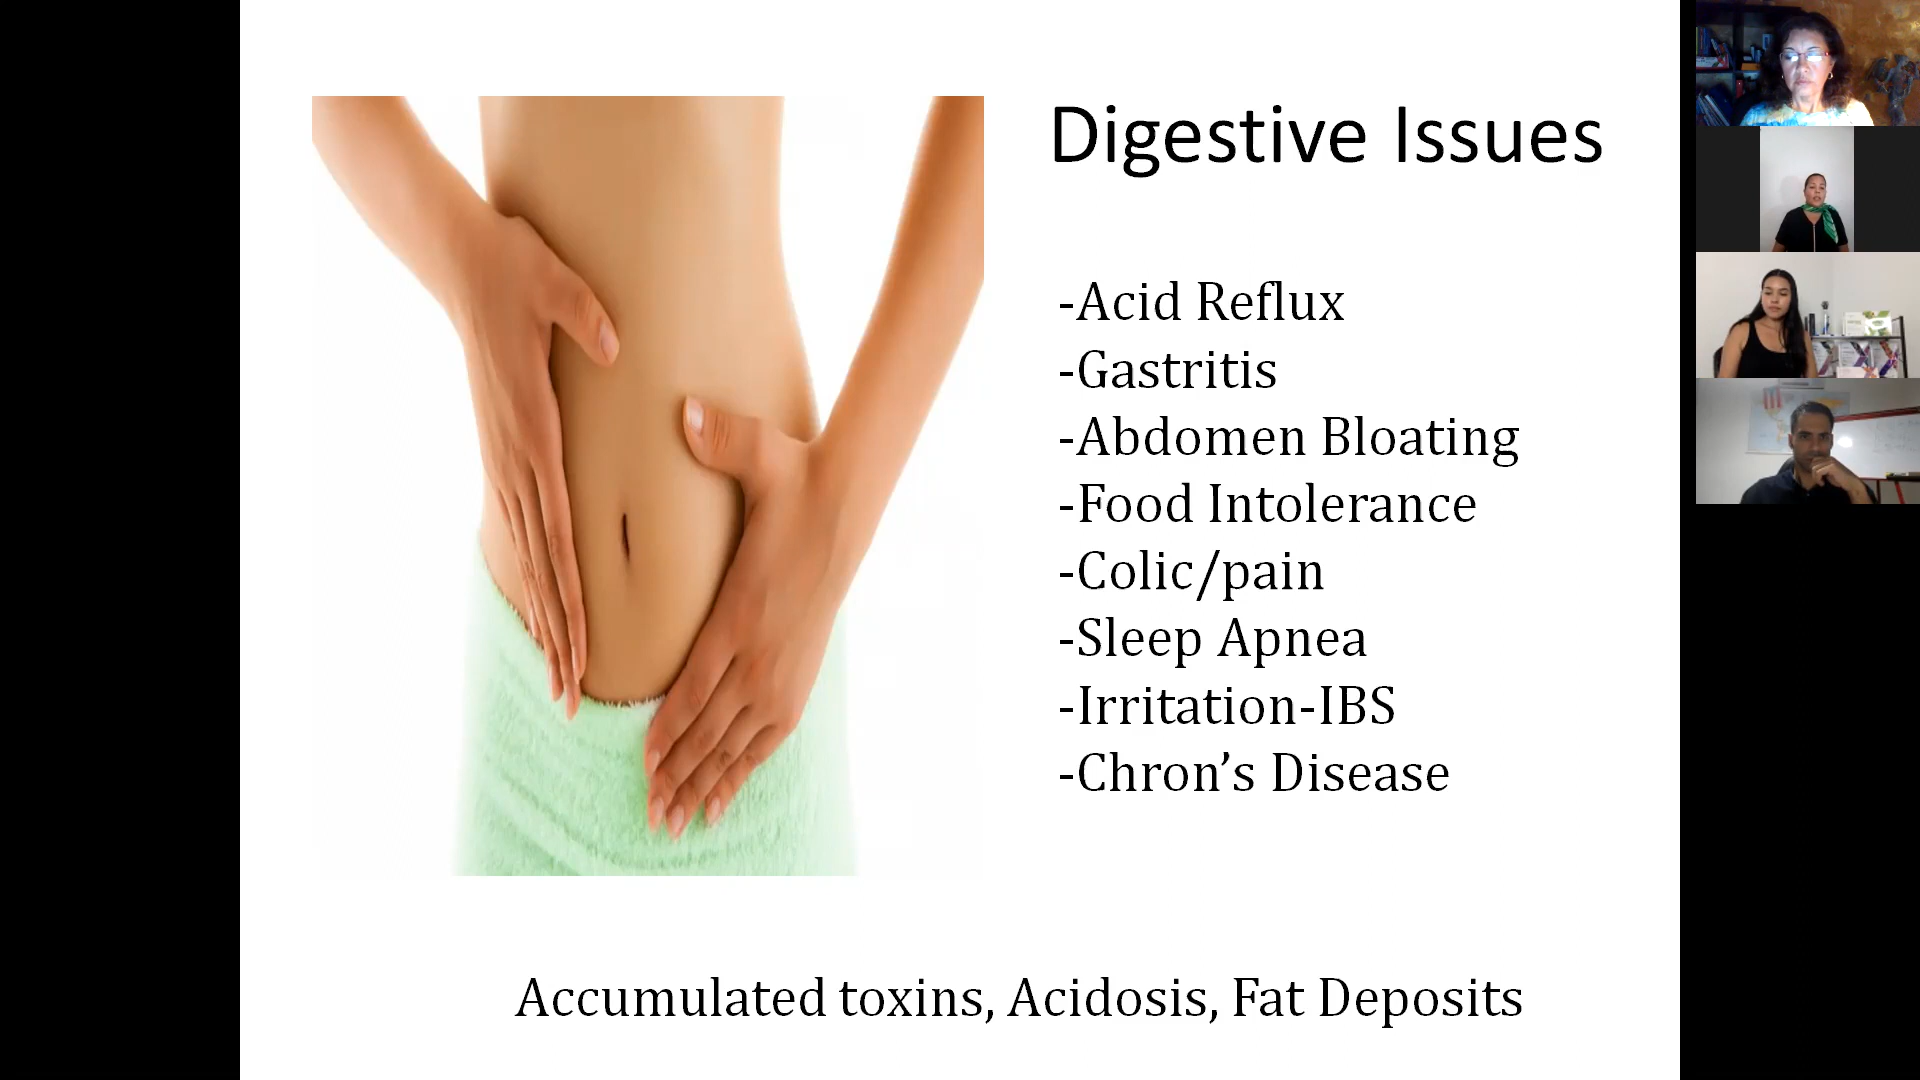 Digestive Issues
-Acid Reflux
-Gastritis
-Abdomen Bloating
-Food Intolerance
-Colic/pain
-Sleep Apnea
-Irritation-IBS
-Chron’s Disease
Accumulated toxins, Acidosis, Fat Deposits